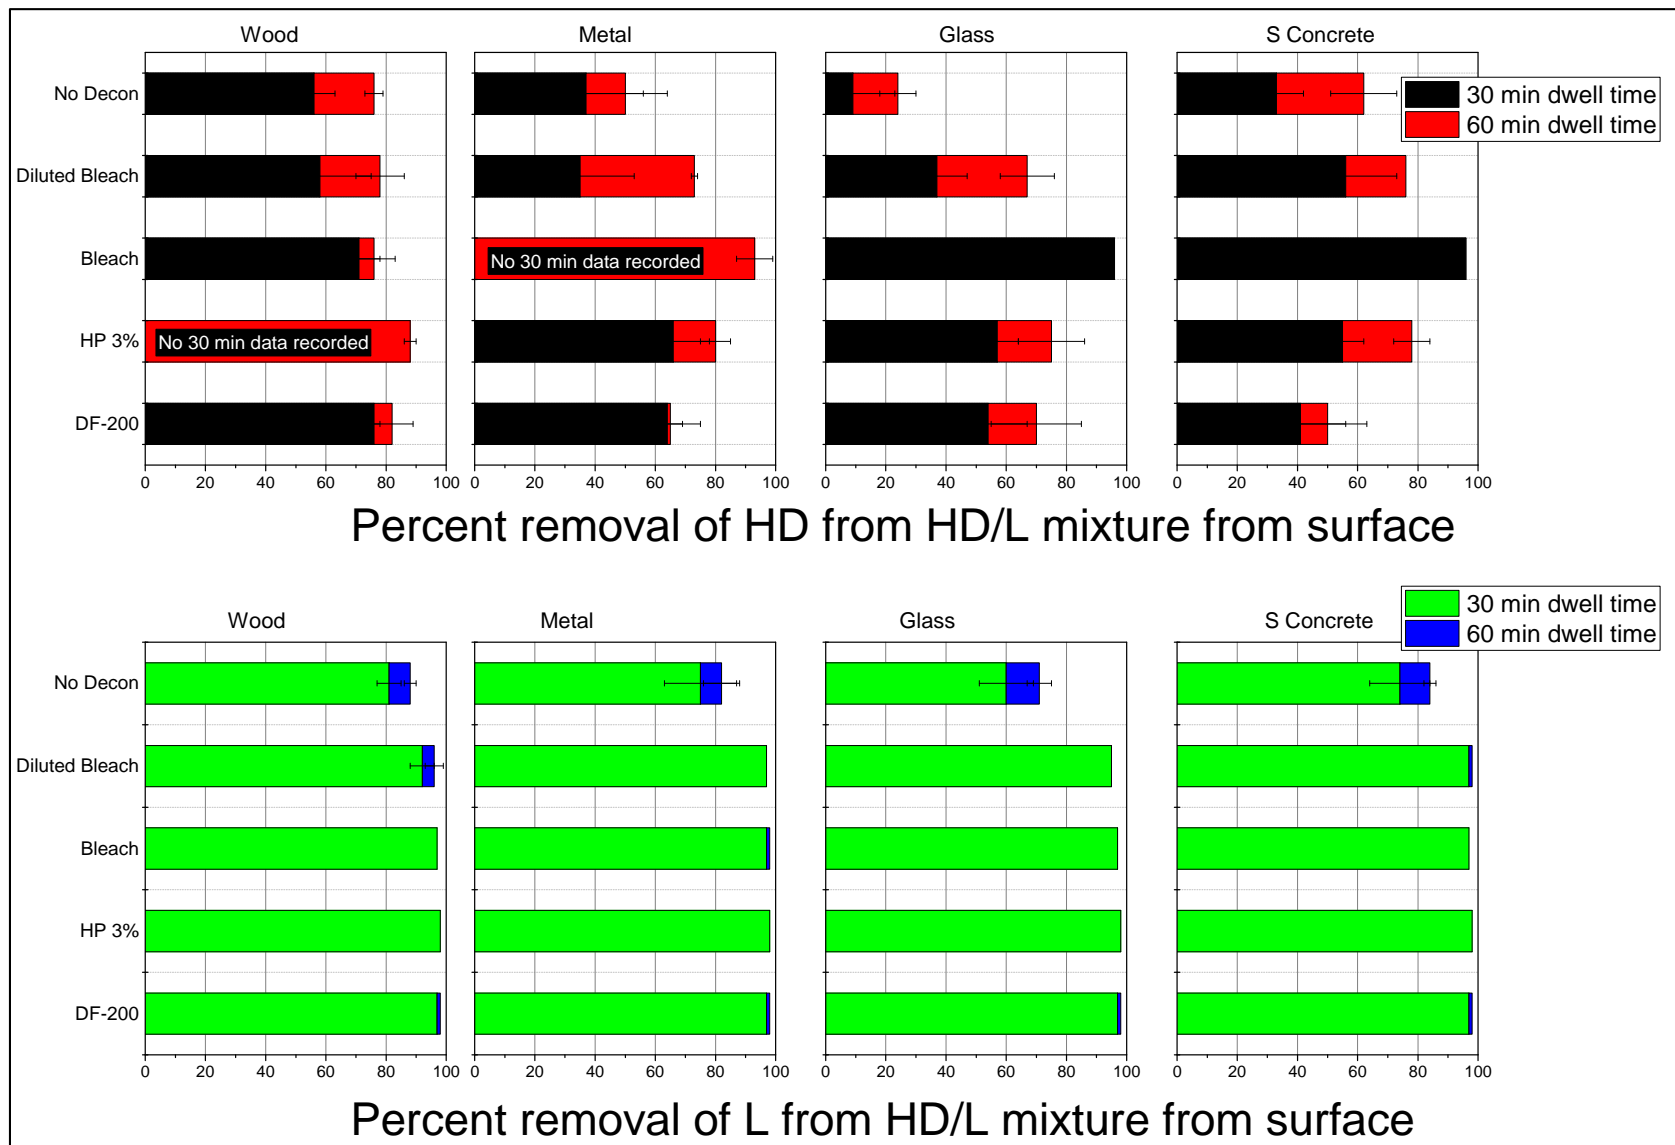 Wood Metal Glass S Concrete
30 min dwell time
60 min dwell time
No Decon
Diluted Bleach
Bleach
No 30 min data recorded
HP 3%
No 30 min data recorded
DF-200
0 20 40 60 80 100 0 20 40 60 80 100 0 20 40 60 80 100 0 20 40 60 80 100
Percent removal of HD from HD/L mixture from surface
30 min dwell time
60 min dwell time
Wood Metal Glass S Concrete
No Decon
Diluted Bleach
Bleach
HP 3%
DF-200
0 20 40 60 80 100 0 20 40 60 80 100 0 20 40 60 80 100 0 20 40 60 80 100
Percent removal of L from HD/L mixture from surface